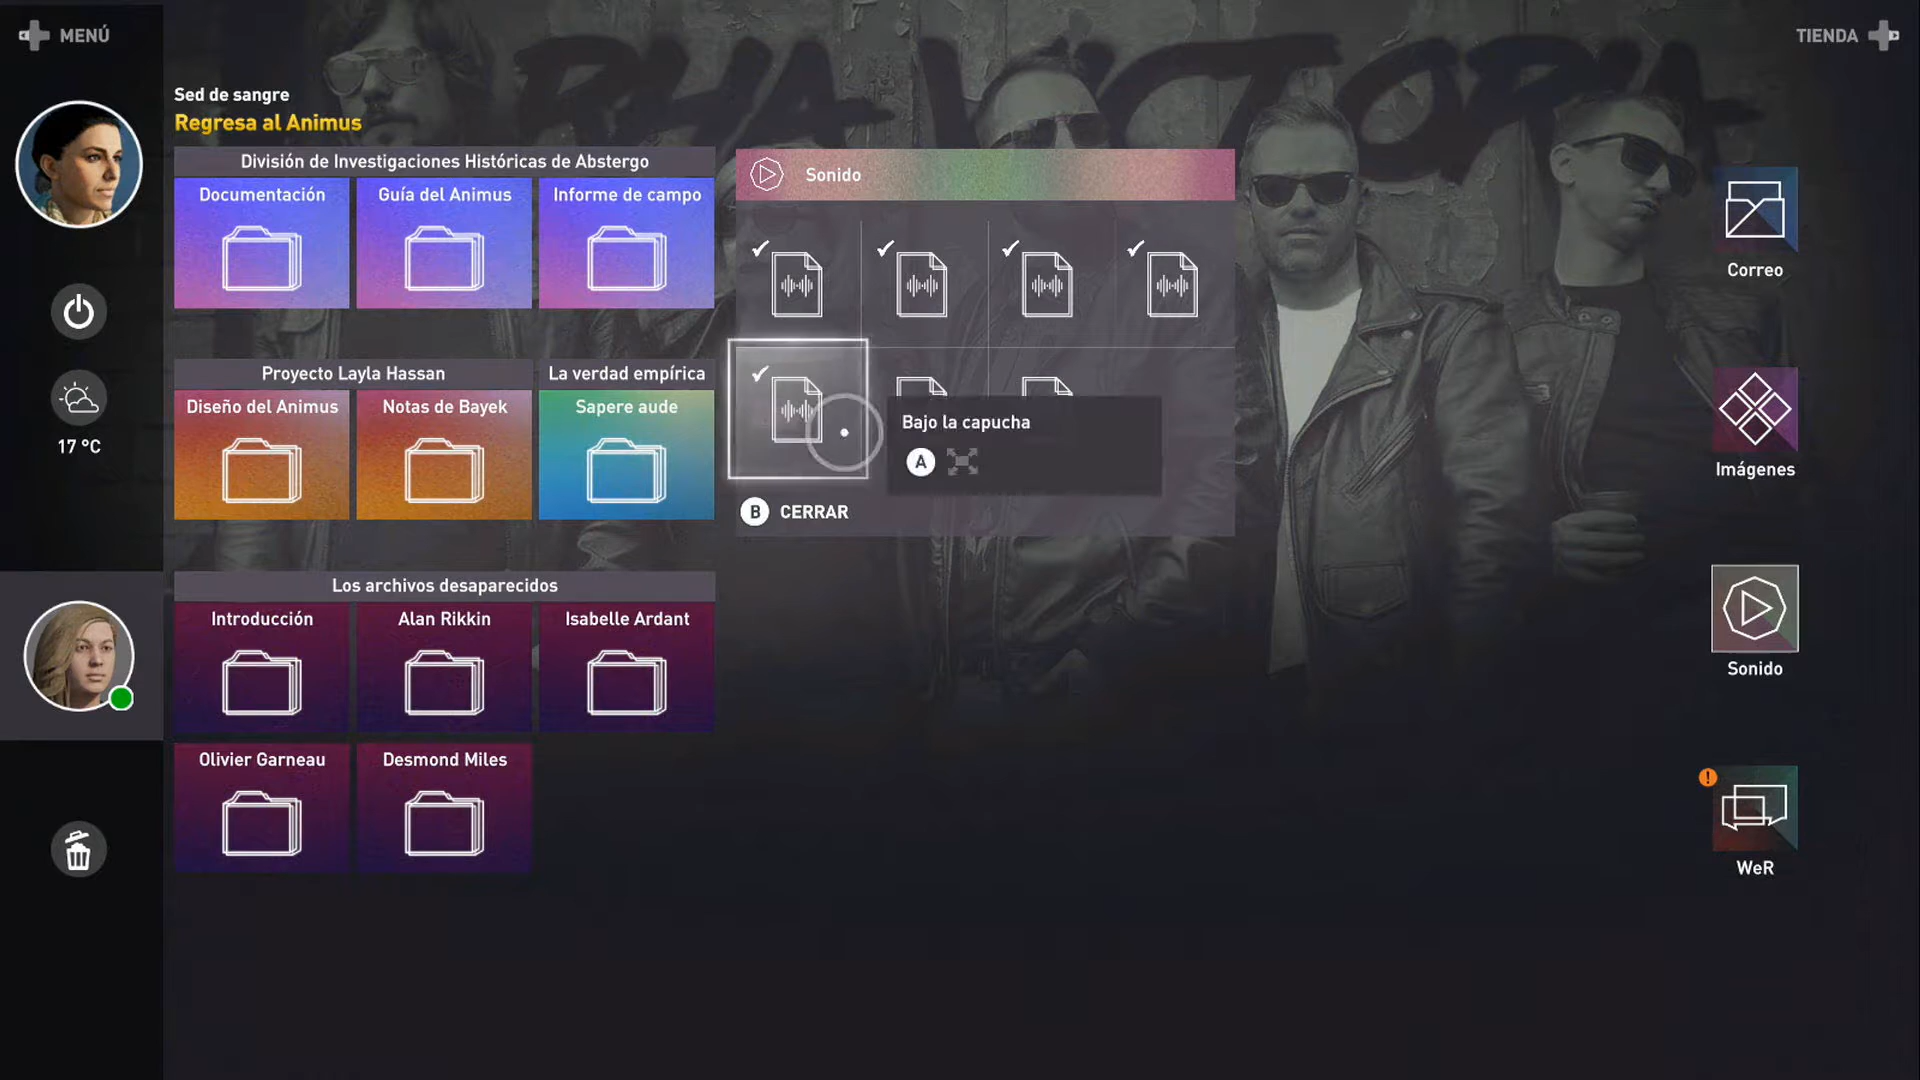 MENÚ
TIENDA
Sed de sangre
Regresa al Animus
División de Investigaciones Históricas de Abstergo
Documentación
Guía del Animus
Informe de campo
Proyecto Layla Hassan
La verdad empírica
Diseño del Animus
Notas de Bayek
Sapere aude
Los archivos desaparecidos
Introducción
Alan Rikkin
Isabelle Ardant
Olivier Garneau
Desmond Miles
17 °C
Sonido
Bajo la capucha
A
B CERRAR
Correo
Imágenes
Sonido
!
WeR